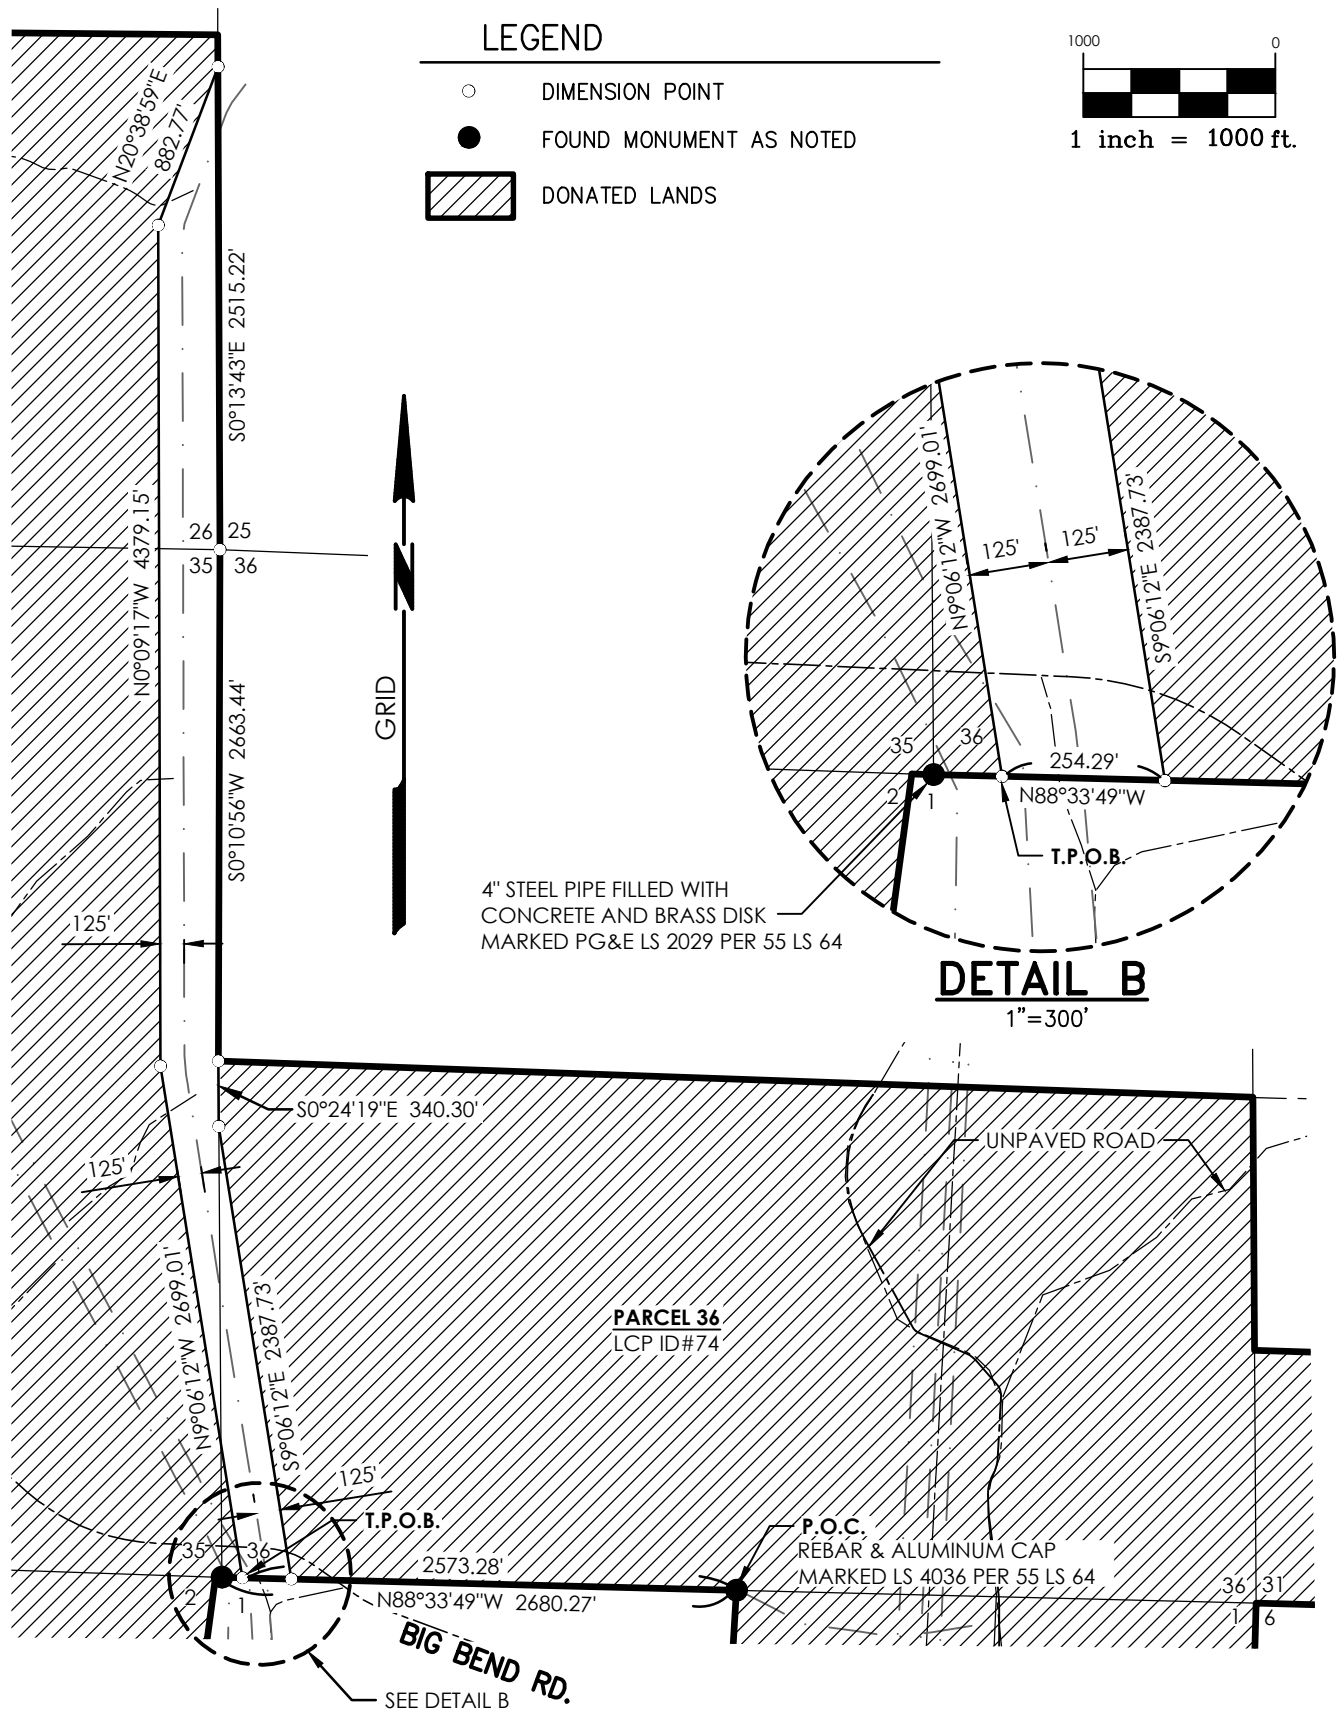 LEGEND
DIMENSION POINT
FOUND MONUMENT AS NOTED
DONATED LANDS
1000 0
1 inch = 1000 ft.
N20°38'59"E
882.77'
S0°13'43"E 2515.22'
N0°09'17"W 4379.15'
26 25
35 36
S0°10'56"W 2663.44'
N
GRID
125'
N9°06'12"W 2699.01'
125' 125'
S9°06'12"E 2387.73'
35 36
254.29'
2 1
N88°33'49"W
T.P.O.B.
4" STEEL PIPE FILLED WITH
CONCRETE AND BRASS DISK
MARKED PG&E LS 2029 PER 55 LS 64
DETAIL B
1"=300'
S0°24'19"E 340.30'
UNPAVED ROAD
125'
N9°06'12"W 2699.01'
S9°06'12"E 2387.73'
PARCEL 36
LCP ID#74
125'
T.P.O.B.
P.O.C.
REBAR & ALUMINUM CAP
MARKED LS 4036 PER 55 LS 64
35 36
2573.28'
2 1
N88°33'49"W 2680.27'
36 31
1 6
BIG BEND RD.
SEE DETAIL B